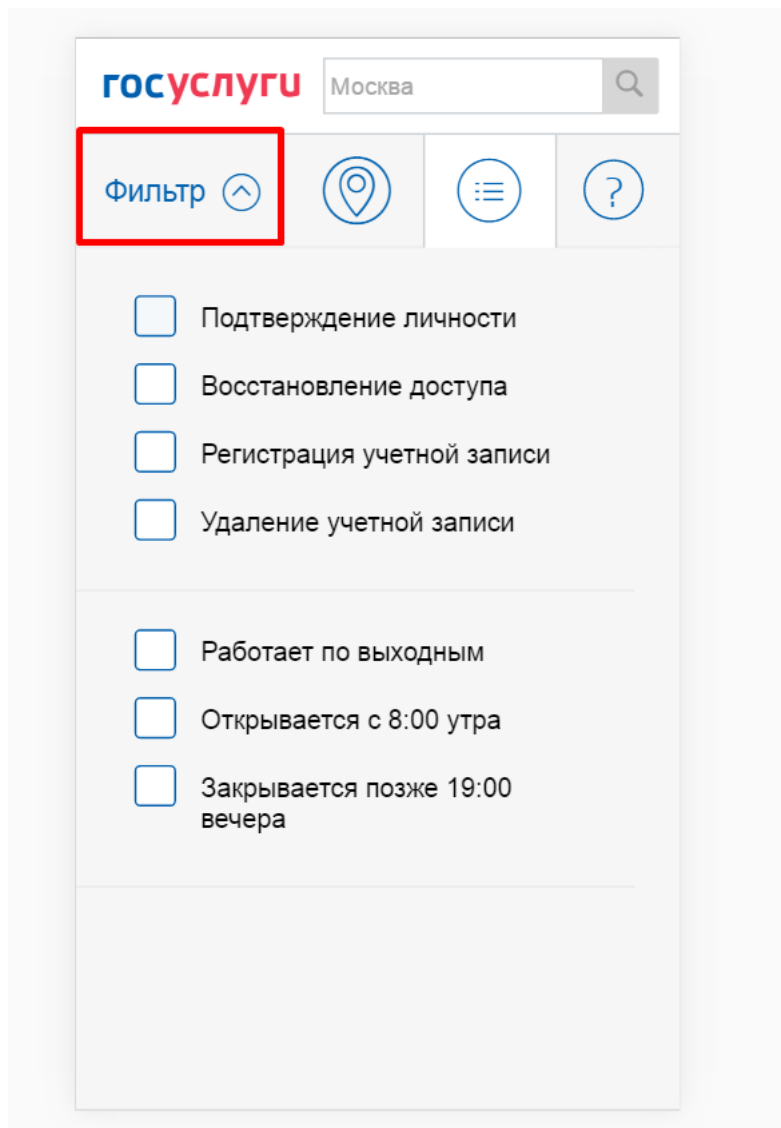 госуслуги
Москва
Фильтр
?
Подтверждение личности
Восстановление доступа
Регистрация учетной записи
Удаление учетной записи
Работает по выходным
Открывается с 8:00 утра
Закрывается позже 19:00
вечера